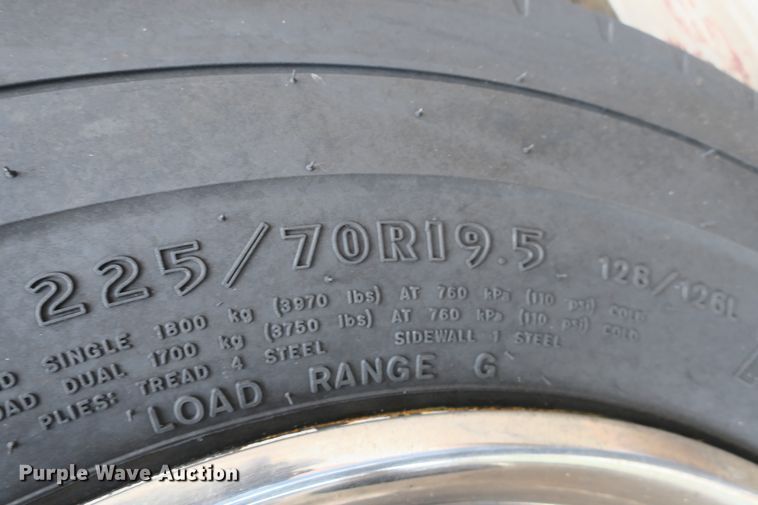 225/70R19.5 128/126L
D SINGLE 1800 kg (3970 lbs) AT 760 kPa (110 psi) COLD
OAD DUAL 1700 kg (3750 lbs) AT 760 kPa (110 psi) COLD
PLIES: TREAD 4 STEEL SIDEWALL 1 STEEL
LOAD RANGE G
Purple Wave Auction